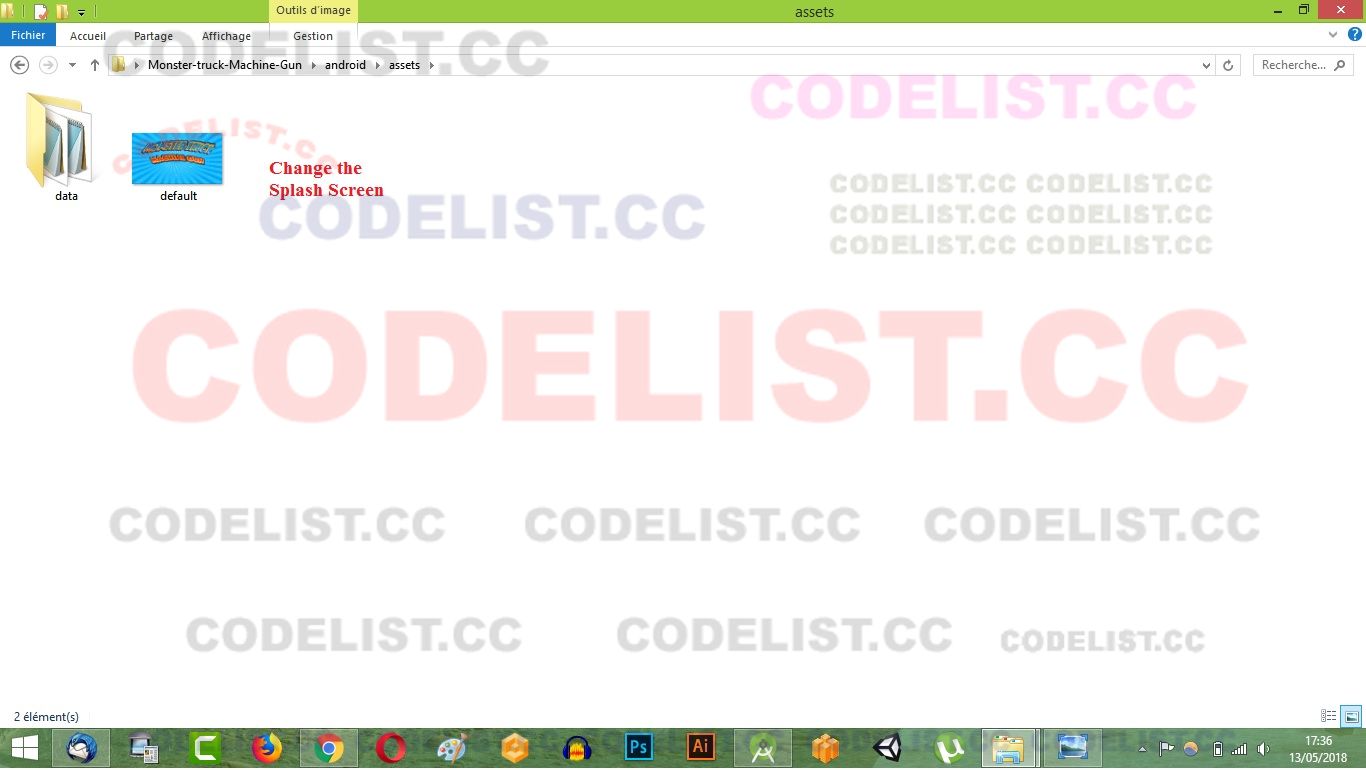 Outils d'image
assets
Fichier
Accueil
Partage
Affichage
Gestion
CODELIST.CC
Monster-truck-Machine-Gun
android
assets
Recherche...
CODELIST.CC
CODELIST.CC
MONSTER TRUCK
data
default
Change the
Splash Screen
CODELIST.CC
CODELIST.CC CODELIST.CC
CODELIST.CC CODELIST.CC
CODELIST.CC CODELIST.CC
CODELIST.CC
CODELIST.CC CODELIST.CC CODELIST.CC
CODELIST.CC CODELIST.CC CODELIST.CC
2 élément(s)
Ps
Ai
17:36
13/05/2018